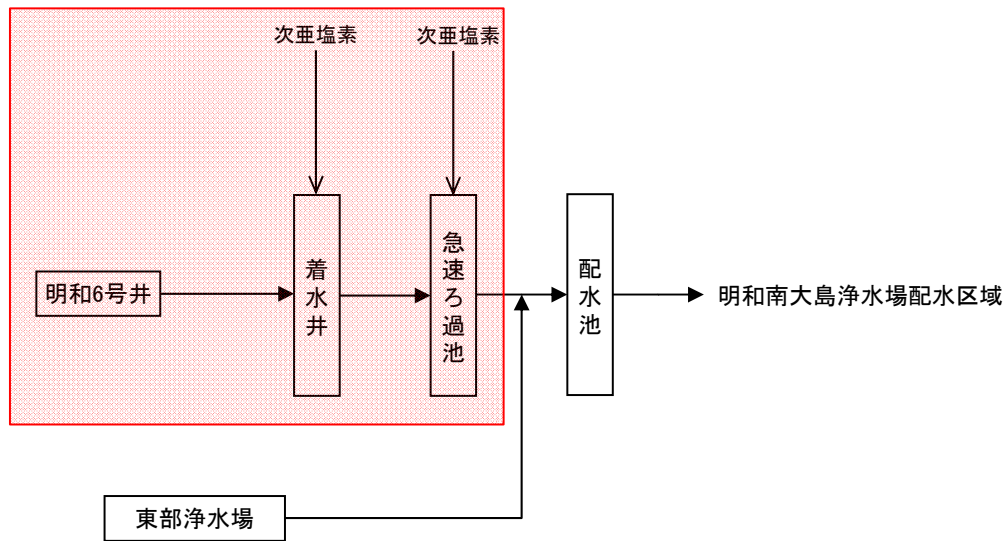 次亜塩素
次亜塩素
明和6号井
着水井
急速ろ過池
配水池
明和南大島浄水場配水区域
東部浄水場